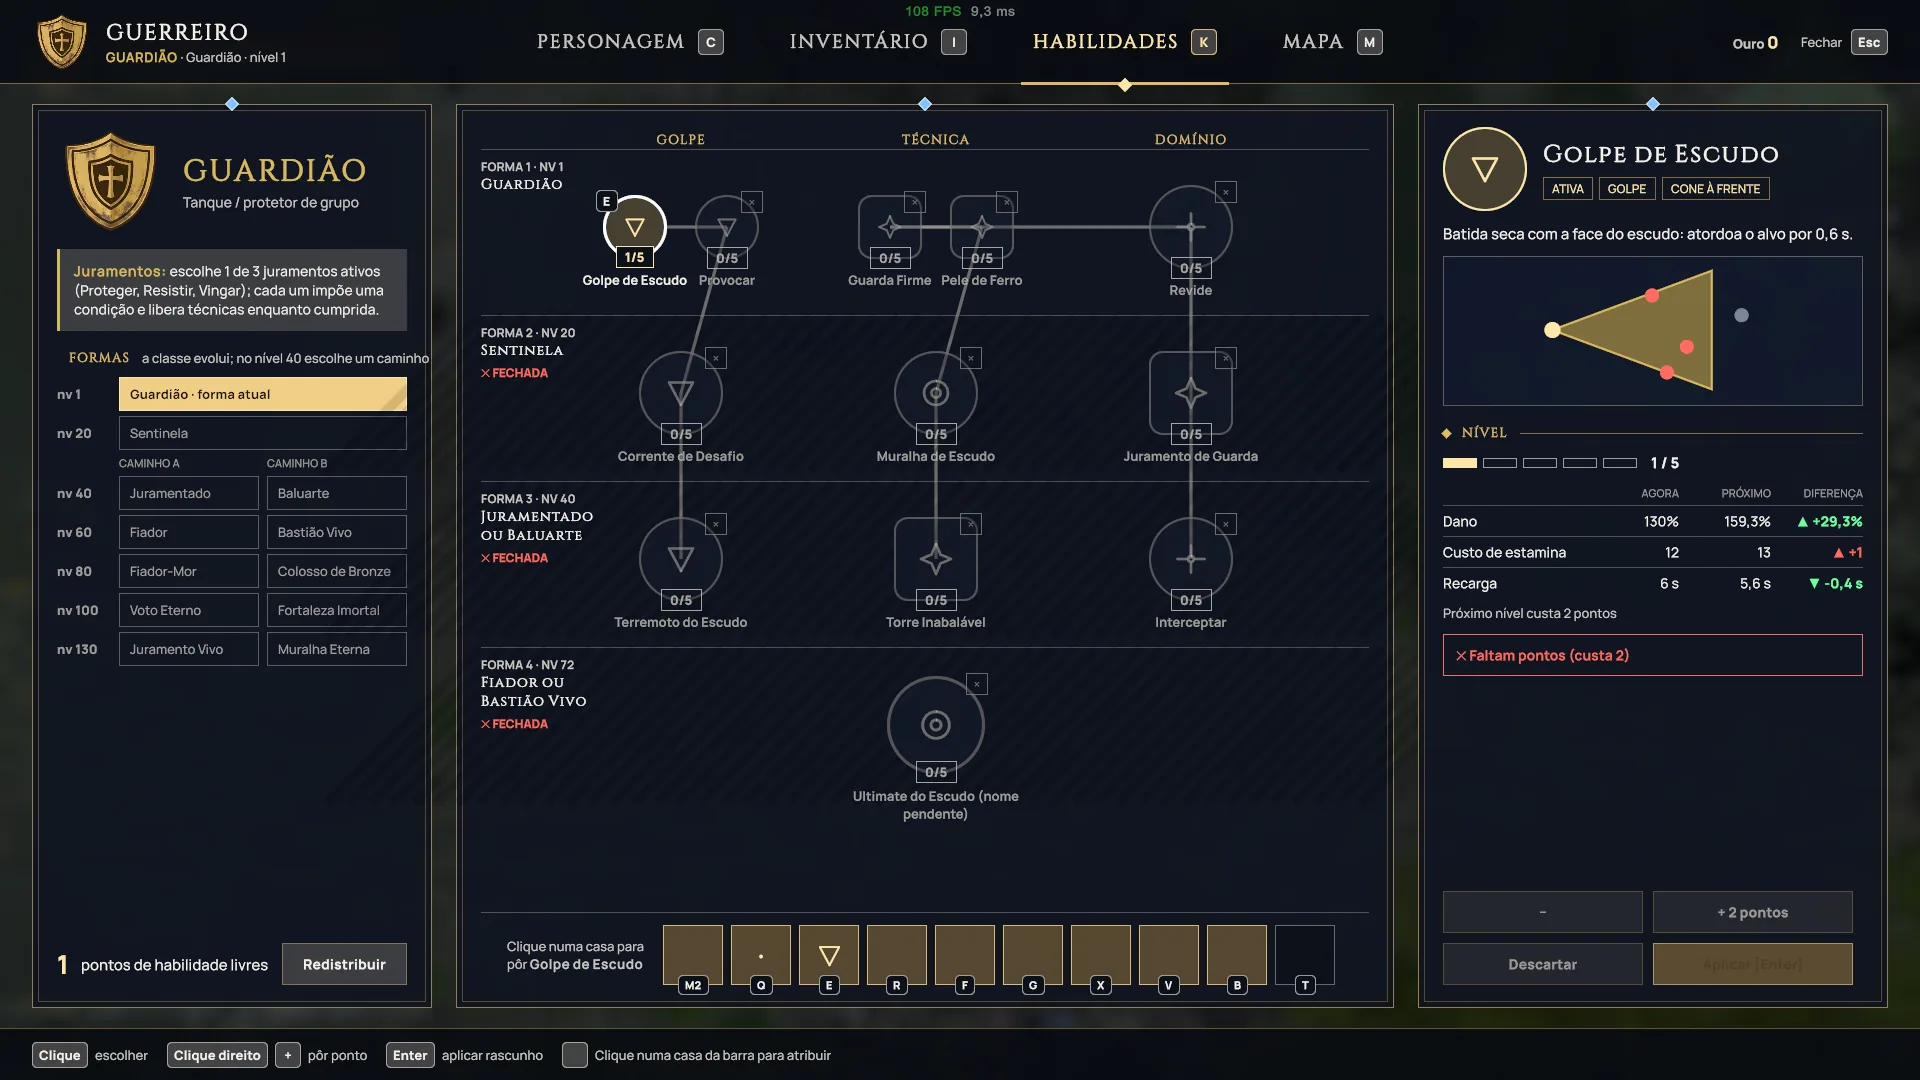 108 FPS 9,3 ms
GUERREIRO
GUARDIÃO · Guardião · nível 1
PERSONAGEM C
INVENTÁRIO I
HABILIDADES K
MAPA M
Ouro 0
Fechar Esc
GUARDIÃO
Tanque / protetor de grupo
Juramentos: escolhe 1 de 3 juramentos ativos
(Proteger, Resistir, Vingar); cada um impõe uma
condição e libera técnicas enquanto cumprida.
FORMAS a classe evolui; no nível 40 escolhe um caminho
nv 1 Guardião · forma atual
nv 20 Sentinela
CAMINHO A CAMINHO B
nv 40 Juramentado Baluarte
nv 60 Fiador Bastião Vivo
nv 80 Fiador-Mor Colosso de Bronze
nv 100 Voto Eterno Fortaleza Imortal
nv 130 Juramento Vivo Muralha Eterna
1 pontos de habilidade livres Redistribuir
GOLPE TÉCNICA DOMÍNIO
FORMA 1 · NV 1
GUARDIÃO
E
1/5 0/5 0/5 0/5 0/5
Golpe de Escudo Provocar Guarda Firme Pele de Ferro Revide
FORMA 2 · NV 20
SENTINELA
× FECHADA
0/5 0/5 0/5
Corrente de Desafio Muralha de Escudo Juramento de Guarda
FORMA 3 · NV 40
JURAMENTADO
OU BALUARTE
× FECHADA
0/5 0/5 0/5
Terremoto do Escudo Torre Inabalável Interceptar
FORMA 4 · NV 72
FIADOR OU
BASTIÃO VIVO
× FECHADA
0/5
Ultimate do Escudo (nome
pendente)
Clique numa casa para
pôr Golpe de Escudo
M2 Q E R F G X V B T
GOLPE DE ESCUDO
ATIVA GOLPE CONE À FRENTE
Batida seca com a face do escudo: atordoa o alvo por 0,6 s.
NÍVEL
1 / 5
AGORA PRÓXIMO DIFERENÇA
Dano 130% 159,3% ▲ +29,3%
Custo de estamina 12 13 ▲ +1
Recarga 6 s 5,6 s ▼ -0,4 s
Próximo nível custa 2 pontos
× Faltam pontos (custa 2)
− + 2 pontos
Descartar Aplicar [Enter]
Clique escolher Clique direito + pôr ponto Enter aplicar rascunho Clique numa casa da barra para atribuir